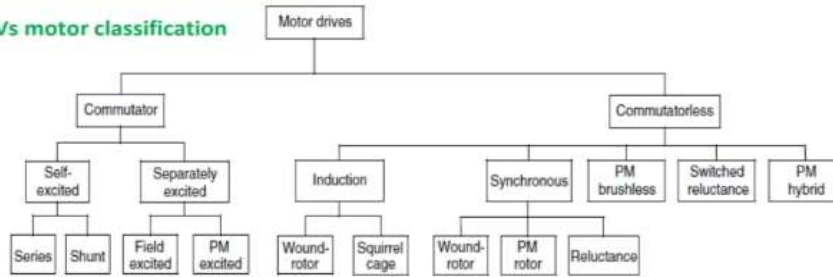 Vs motor classification
Motor drives
Commutator
Commutatorless
Self-
excited
Separately
excited
Induction
Synchronous
PM
brushless
Switched
reluctance
PM
hybrid
Series
Shunt
Field
excited
PM
excited
Wound-
rotor
Squirrel
cage
Wound-
rotor
PM
rotor
Reluctance